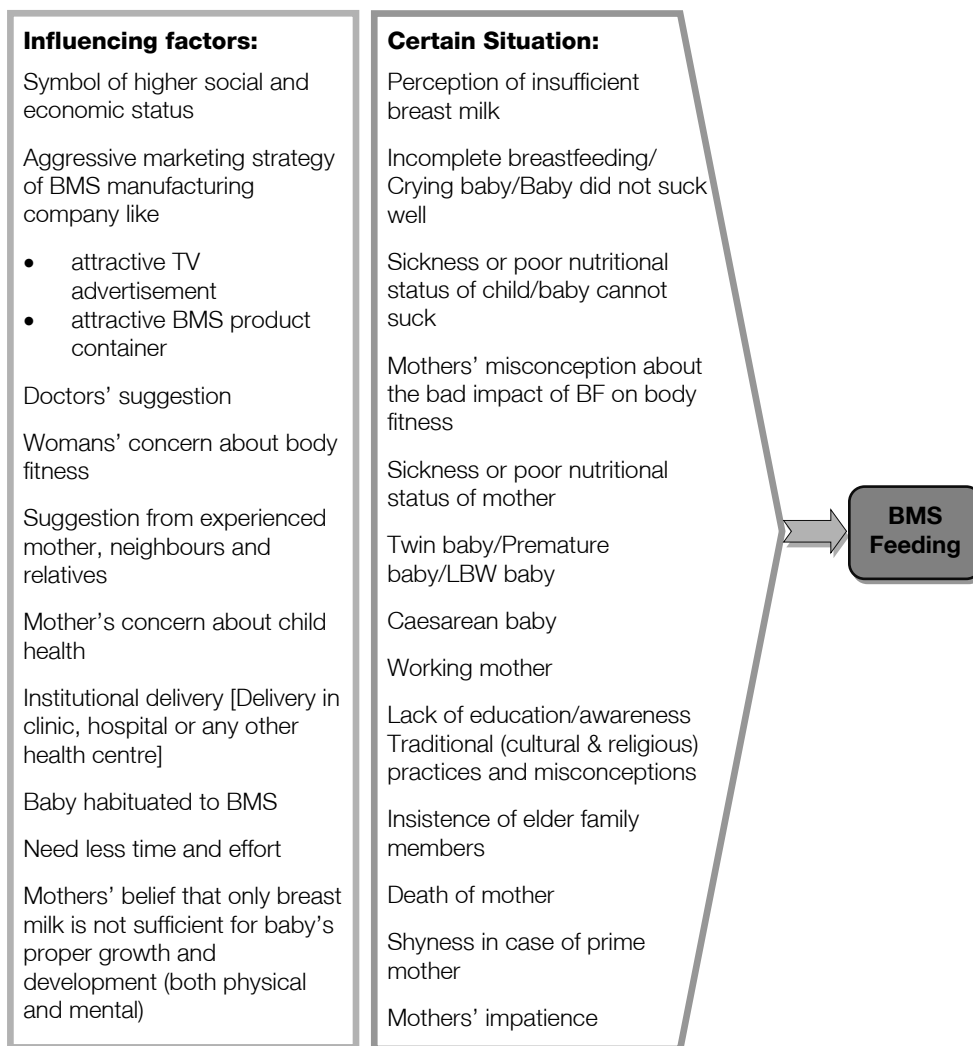 Influencing factors:
Symbol of higher social and
economic status
Aggressive marketing strategy
of BMS manufacturing
company like
• attractive TV
advertisement
• attractive BMS product
container
Doctors' suggestion
Womans' concern about body
fitness
Suggestion from experienced
mother, neighbours and
relatives
Mother's concern about child
health
Institutional delivery [Delivery in
clinic, hospital or any other
health centre]
Baby habituated to BMS
Need less time and effort
Mothers' belief that only breast
milk is not sufficient for baby's
proper growth and
development (both physical
and mental)
Certain Situation:
Perception of insufficient
breast milk
Incomplete breastfeeding/
Crying baby/Baby did not suck
well
Sickness or poor nutritional
status of child/baby cannot
suck
Mothers' misconception about
the bad impact of BF on body
fitness
Sickness or poor nutritional
status of mother
Twin baby/Premature
baby/LBW baby
Caesarean baby
Working mother
Lack of education/awareness
Traditional (cultural & religious)
practices and misconceptions
Insistence of elder family
members
Death of mother
Shyness in case of prime
mother
Mothers' impatience
BMS
Feeding